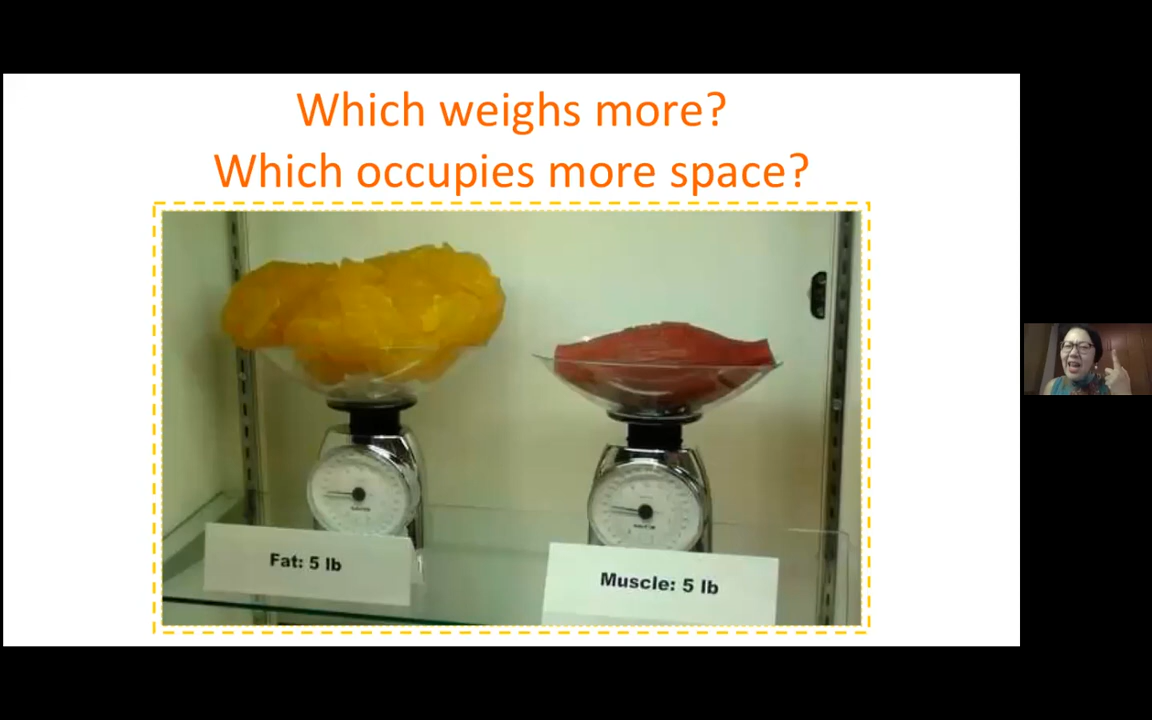 Which weighs more?
Which occupies more space?
Fat: 5 lb
Muscle: 5 lb